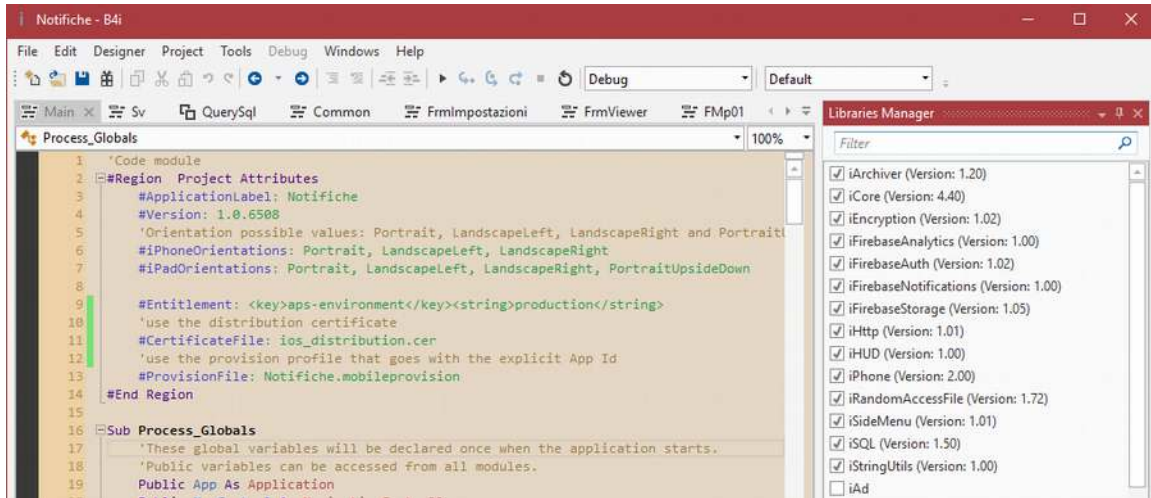 Notifiche - B4i
File Edit Designer Project Tools Debug Windows Help
Debug Default
Main Sv QuerySql Common FrmImpostazioni FrmViewer FMp01
Process_Globals 100%
1 'Code module
2 #Region Project Attributes
3 #ApplicationLabel: Notifiche
4 #Version: 1.0.6508
5 'Orientation possible values: Portrait, LandscapeLeft, LandscapeRight and PortraitU
6 #iPhoneOrientations: Portrait, LandscapeLeft, LandscapeRight
7 #iPadOrientations: Portrait, LandscapeLeft, LandscapeRight, PortraitUpsideDown
8
9 #Entitlement: <key>aps-environment</key><string>production</string>
10 'use the distribution certificate
11 #CertificateFile: ios_distribution.cer
12 'use the provision profile that goes with the explicit App Id
13 #ProvisionFile: Notifiche.mobileprovision
14 #End Region
15
16 Sub Process_Globals
17 'These global variables will be declared once when the application starts.
18 'Public variables can be accessed from all modules.
19 Public App As Application
Libraries Manager
Filter
iArchiver (Version: 1.20)
iCore (Version: 4.40)
iEncryption (Version: 1.02)
iFirebaseAnalytics (Version: 1.00)
iFirebaseAuth (Version: 1.02)
iFirebaseNotifications (Version: 1.00)
iFirebaseStorage (Version: 1.05)
iHttp (Version: 1.01)
iHUD (Version: 1.00)
iPhone (Version: 2.00)
iRandomAccessFile (Version: 1.72)
iSideMenu (Version: 1.01)
iSQL (Version: 1.50)
iStringUtils (Version: 1.00)
iAd